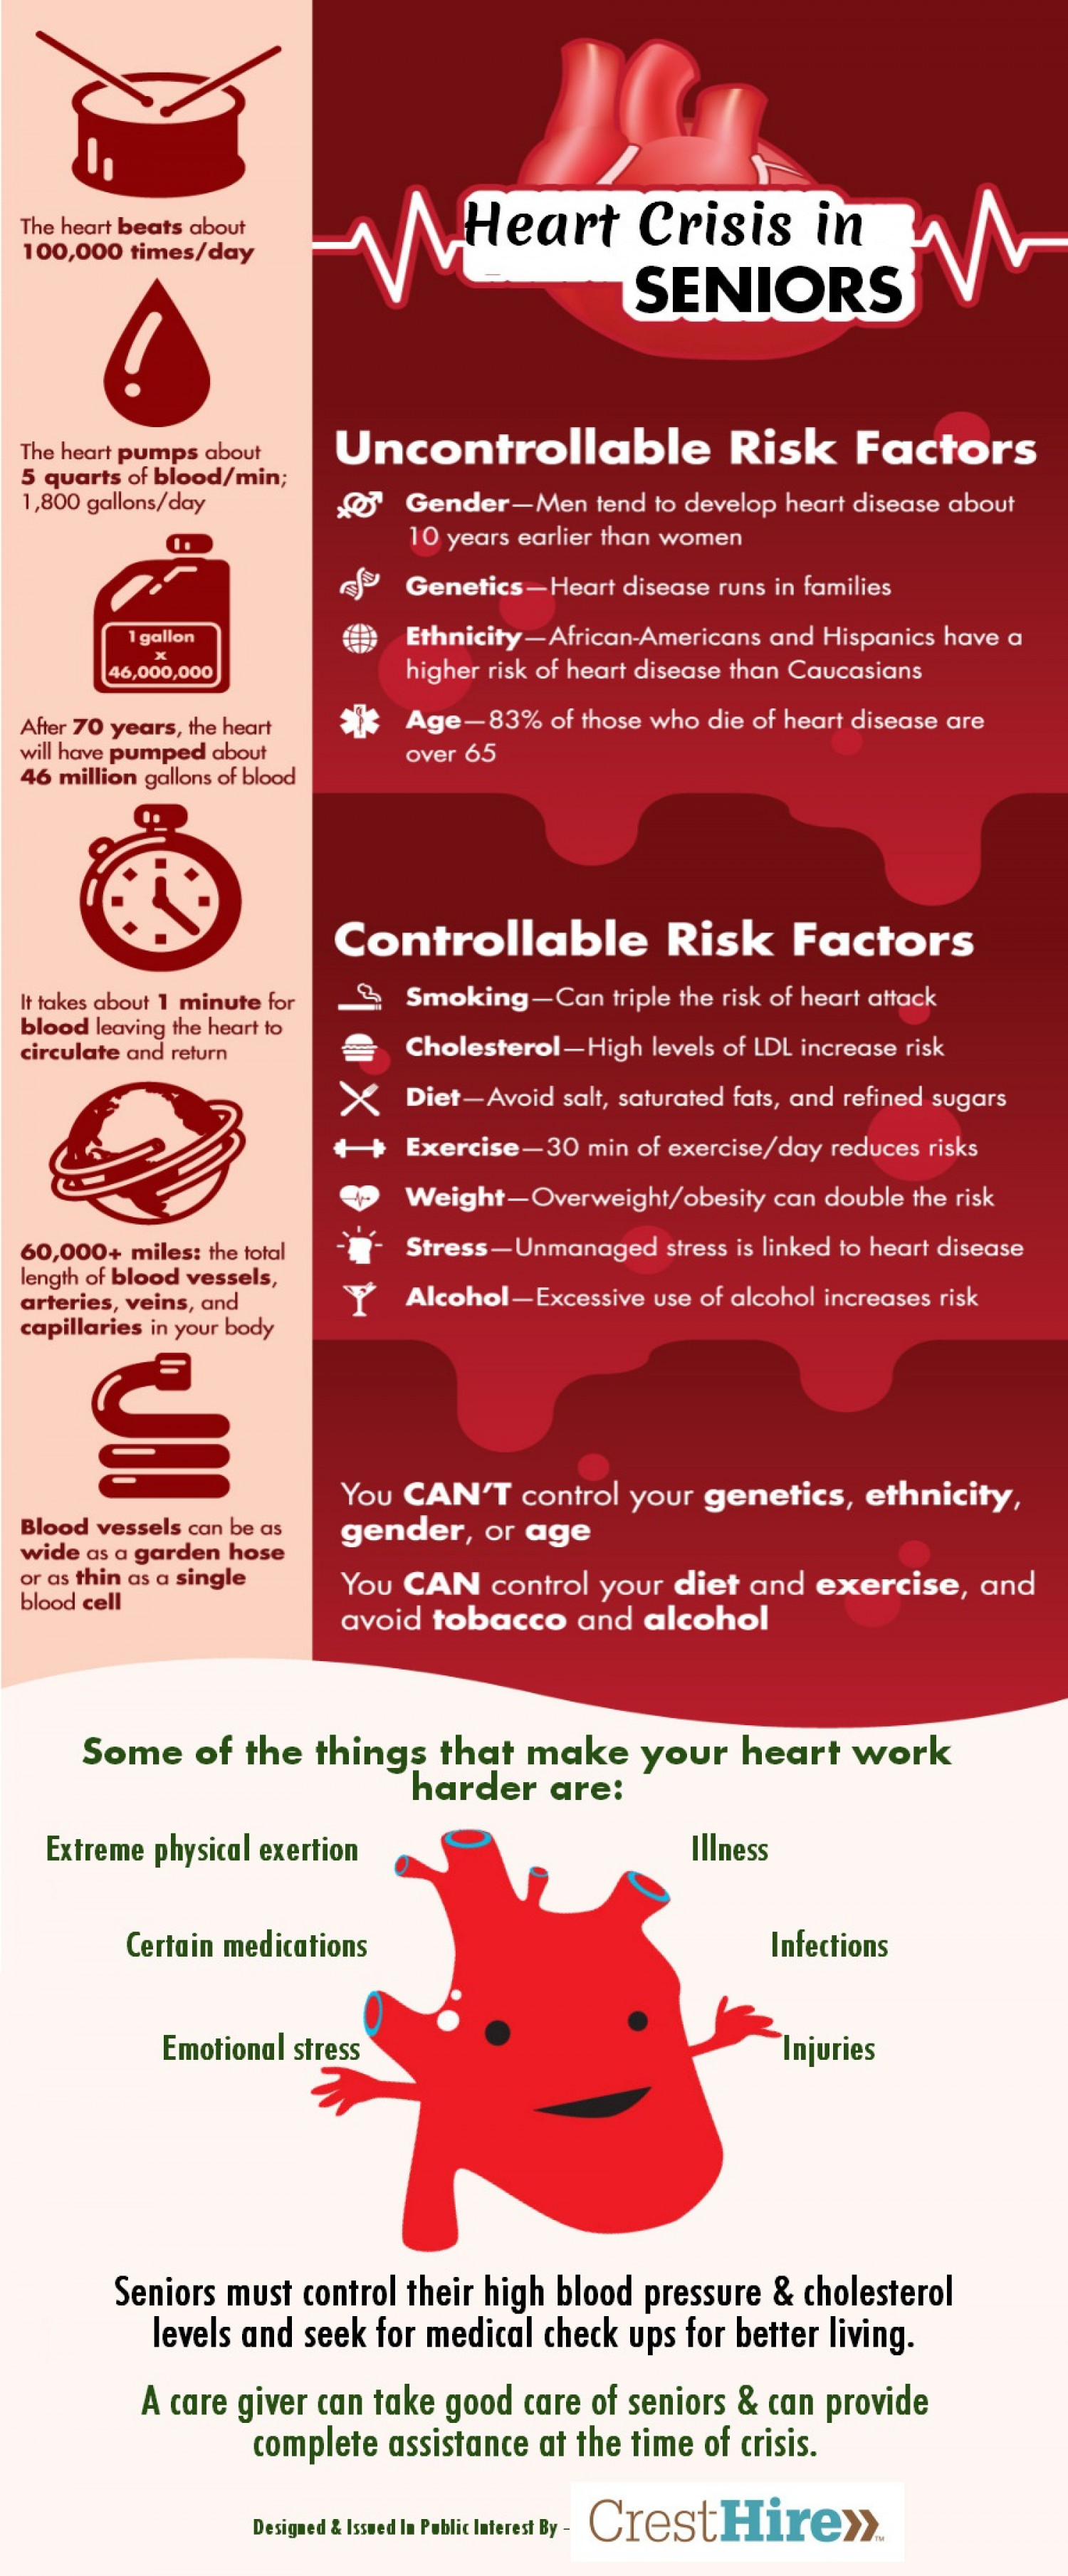 The heart beats about
100,000 times/day
The heart pumps about
5 quarts of blood/min;
1,800 gallons/day
1 gallon
x
46,000,000
After 70 years, the heart
will have pumped about
46 million gallons of blood
It takes about 1 minute for
blood leaving the heart to
circulate and return
60,000+ miles: the total
length of blood vessels,
arteries, veins, and
capillaries in your body
Blood vessels can be as
wide as a garden hose
or as thin as a single
blood cell
Heart Crisis in
SENIORS
Uncontrollable Risk Factors
Gender—Men tend to develop heart disease about
10 years earlier than women
Genetics—Heart disease runs in families
Ethnicity—African-Americans and Hispanics have a
higher risk of heart disease than Caucasians
Age—83% of those who die of heart disease are
over 65
Controllable Risk Factors
Smoking—Can triple the risk of heart attack
Cholesterol—High levels of LDL increase risk
Diet—Avoid salt, saturated fats, and refined sugars
Exercise—30 min of exercise/day reduces risks
Weight—Overweight/obesity can double the risk
Stress—Unmanaged stress is linked to heart disease
Alcohol—Excessive use of alcohol increases risk
You CAN'T control your genetics, ethnicity,
gender, or age
You CAN control your diet and exercise, and
avoid tobacco and alcohol
Some of the things that make your heart work
harder are:
Extreme physical exertion
Illness
Certain medications
Infections
Emotional stress
Injuries
Seniors must control their high blood pressure & cholesterol
levels and seek for medical check ups for better living.
A care giver can take good care of seniors & can provide
complete assistance at the time of crisis.
Designed & Issued In Public Interest By - CrestHire»™